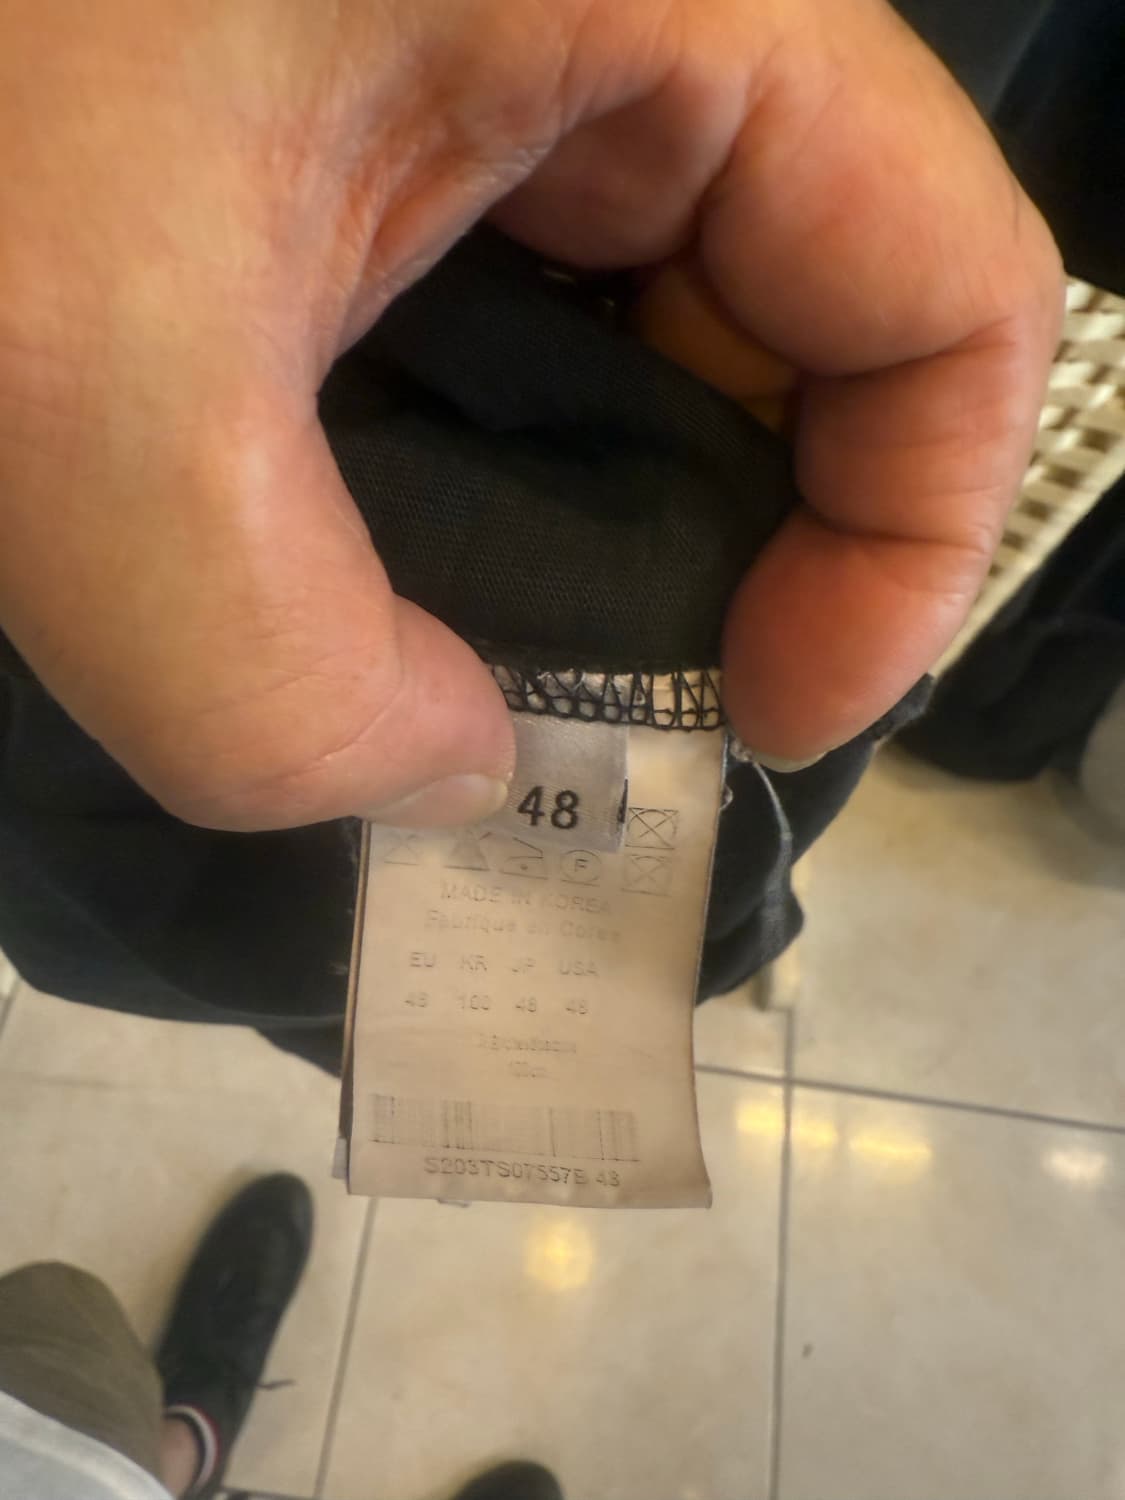 48
F
MADE IN KOREA
Fabriqué en Corée
EU KR JP USA
48 100 48 48
S203TS07557B 48